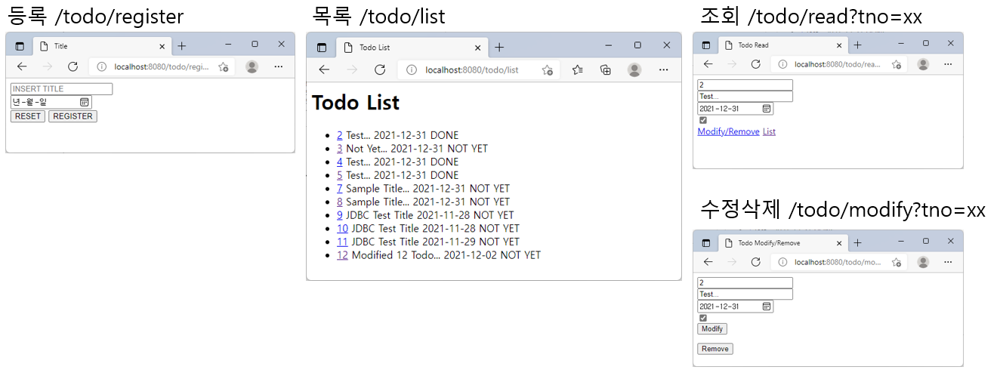 등록 /todo/register
Title
localhost:8080/todo/regi...
INSERT TITLE
년-월-일
RESET REGISTER
목록 /todo/list
Todo List
localhost:8080/todo/list
Todo List
2 Test... 2021-12-31 DONE
3 Not Yet... 2021-12-31 NOT YET
4 Test... 2021-12-31 DONE
5 Test... 2021-12-31 DONE
7 Sample Title... 2021-12-31 NOT YET
8 Sample Title... 2021-12-31 NOT YET
9 JDBC Test Title 2021-11-28 NOT YET
10 JDBC Test Title 2021-11-28 NOT YET
11 JDBC Test Title 2021-11-29 NOT YET
12 Modified 12 Todo... 2021-12-02 NOT YET
조회 /todo/read?tno=xx
Todo Read
localhost:8080/todo/rea...
2
Test...
2021-12-31
Modify/Remove List
수정삭제 /todo/modify?tno=xx
Todo Modify/Remove
localhost:8080/todo/mo...
2
Test...
2021-12-31
Modify
Remove